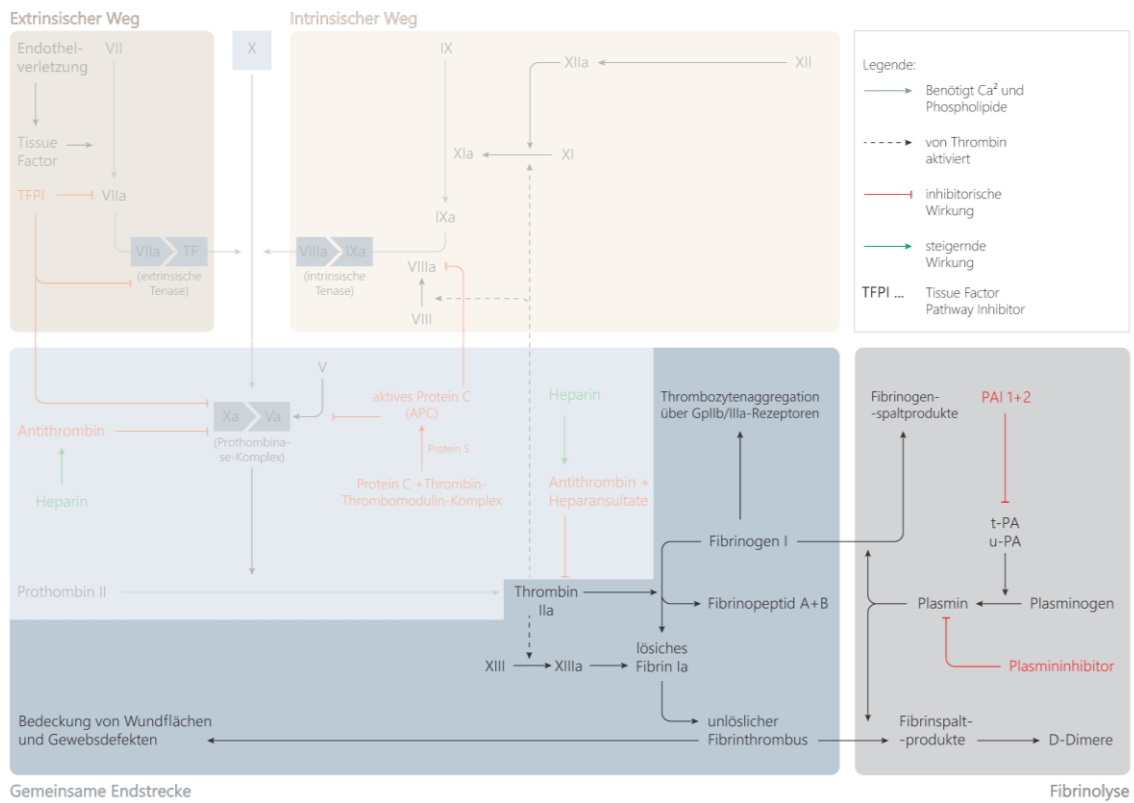 Extrinsischer Weg
Intrinsischer Weg
Endothel-
verletzung
VII
X
IX
XIIa
XII
Tissue
Factor
XIa
XI
TFPI
VIIa
IXa
VIIa
TF
(extrinsische
Tenase)
VIIIa
IXa
(intrinsische
Tenase)
VIIIa
VIII
Legende:
Benötigt Ca² und
Phospholipide
von Thrombin
aktiviert
inhibitorische
Wirkung
steigernde
Wirkung
TFPI ...
Tissue Factor
Pathway Inhibitor
V
Xa
Va
(Prothombina-
se-Komplex)
aktives Protein C
(APC)
Protein S
Protein C +Thrombin-
Thrombomodulin-Komplex
Antithrombin
Heparin
Heparin
Antithrombin +
Heparansultate
Thrombozytenaggregation
über GpIIb/IIIa-Rezeptoren
Fibrinogen-
-spaltprodukte
PAI 1+2
t-PA
u-PA
Fibrinogen I
Prothombin II
Thrombin
IIa
Fibrinopeptid A+B
Plasmin
Plasminogen
XIII
XIIIa
lösiches
Fibrin Ia
Plasmininhibitor
Bedeckung von Wundflächen
und Gewebsdefekten
unlöslicher
Fibrinthrombus
Fibrinspalt-
-produkte
D-Dimere
Gemeinsame Endstrecke
Fibrinolyse